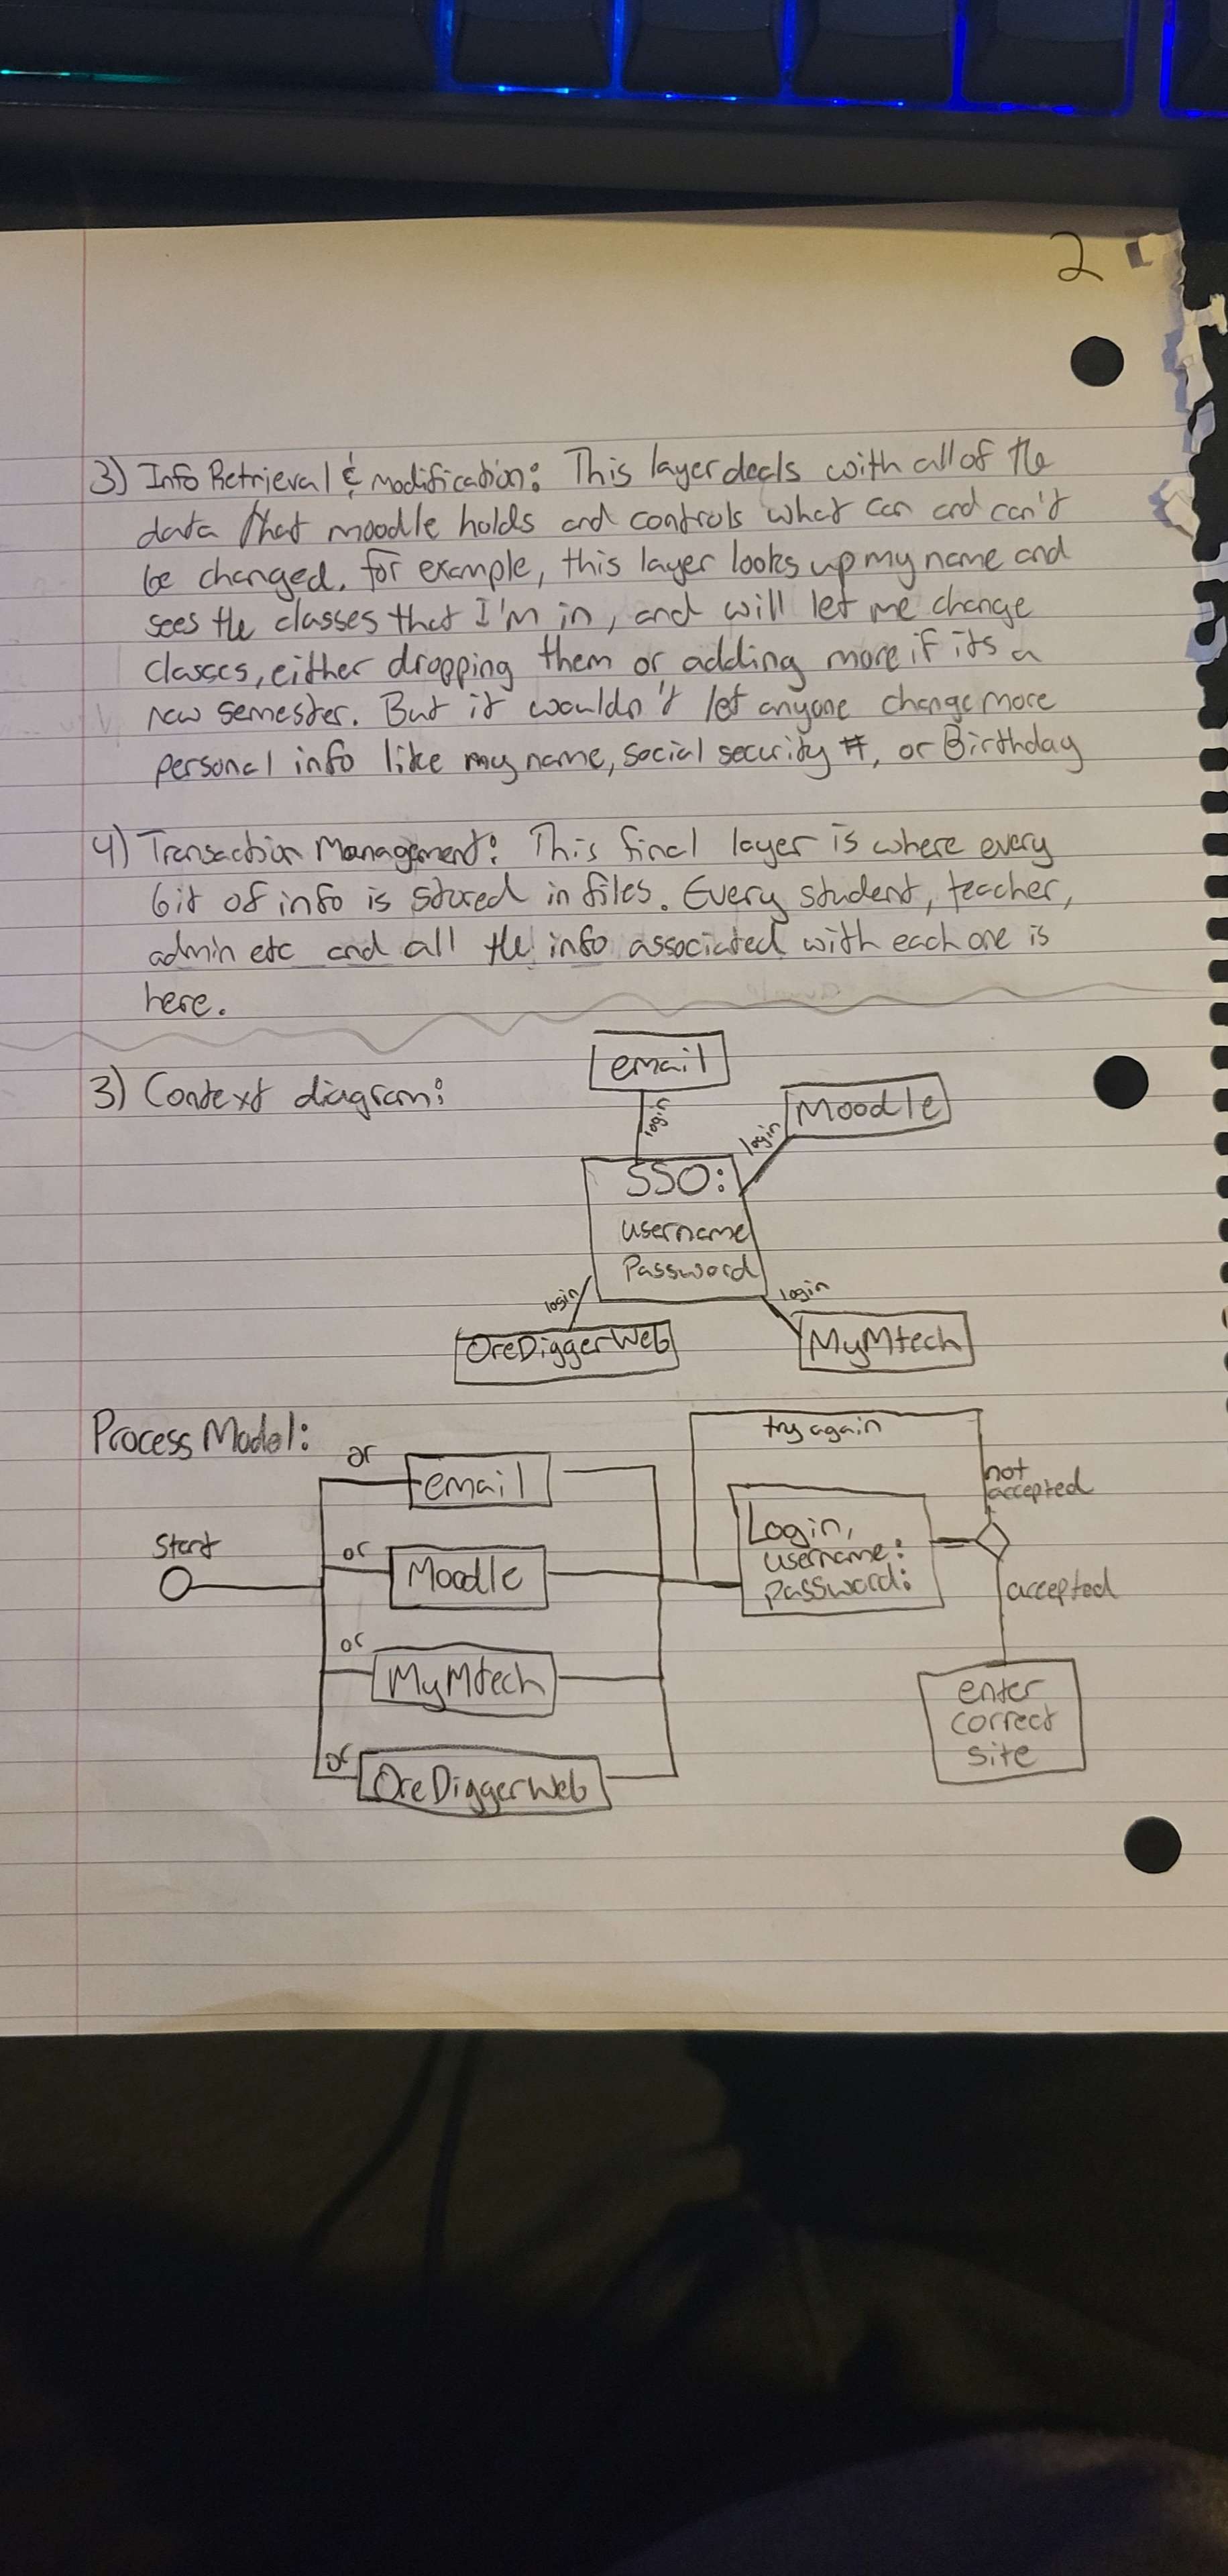 2
3) Info Retrieval & modification: This layer deals with all of the
data that moodle holds and controls what can and can't
be changed. for example, this layer looks up my name and
sees the classes that I'm in, and will let me change
classes, either dropping them or adding more if its a
new semester. But it wouldn't let anyone change more
personal info like my name, social security #, or Birthday
4) Transaction Management: This final layer is where every
bit of info is stored in files. Every student, teacher,
admin etc and all the info associated with each one is
here.
3) Context diagram:
email
login
Moodle
login
SSO:
username
Password
login
login
OreDiggerWeb
MyMtech
Process Model:
try again
or
email
not
accepted
Start
or
Moodle
Login,
username:
password:
accepted
or
MyMtech
enter
correct
site
or
OreDiggerWeb